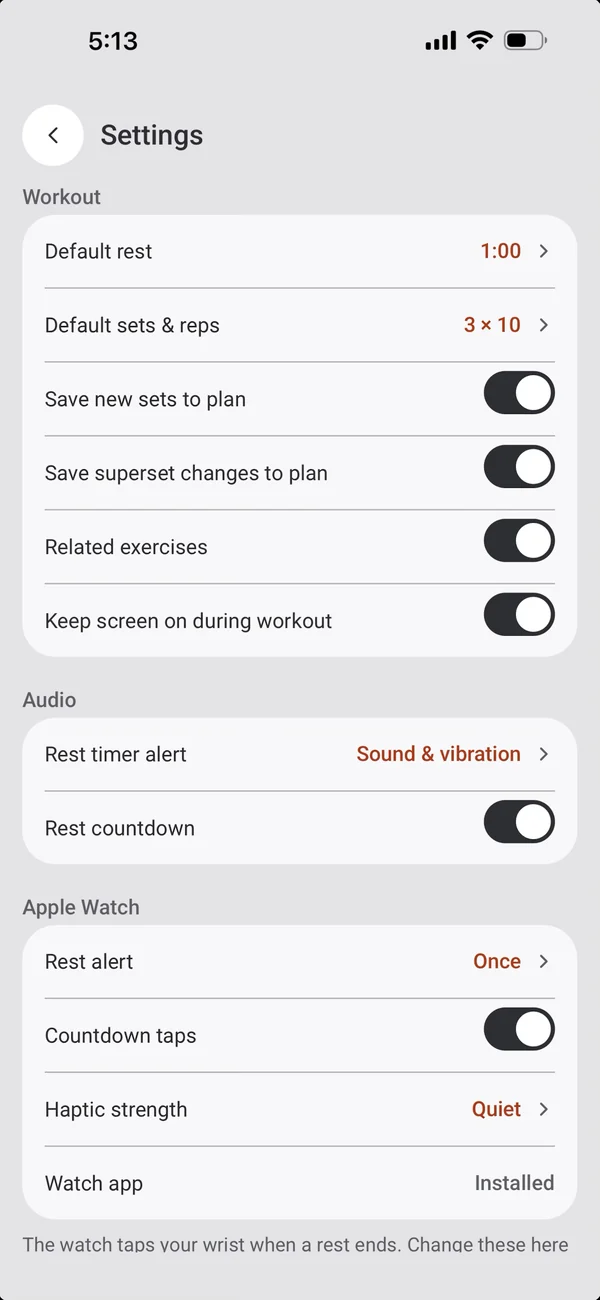 5:13
Settings
Workout
Default rest 1:00
Default sets & reps 3 × 10
Save new sets to plan
Save superset changes to plan
Related exercises
Keep screen on during workout
Audio
Rest timer alert Sound & vibration
Rest countdown
Apple Watch
Rest alert Once
Countdown taps
Haptic strength Quiet
Watch app Installed
The watch taps your wrist when a rest ends. Change these here